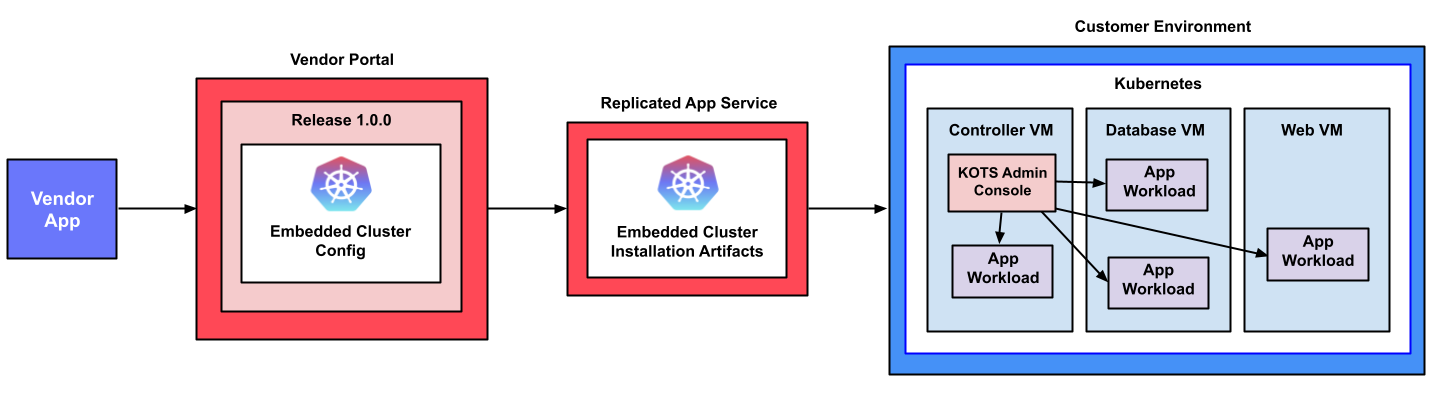 Vendor
App
Vendor Portal
Release 1.0.0
Embedded Cluster
Config
Replicated App Service
Embedded Cluster
Installation Artifacts
Customer Environment
Kubernetes
Controller VM
KOTS Admin
Console
App
Workload
Database VM
App
Workload
App
Workload
Web VM
App
Workload